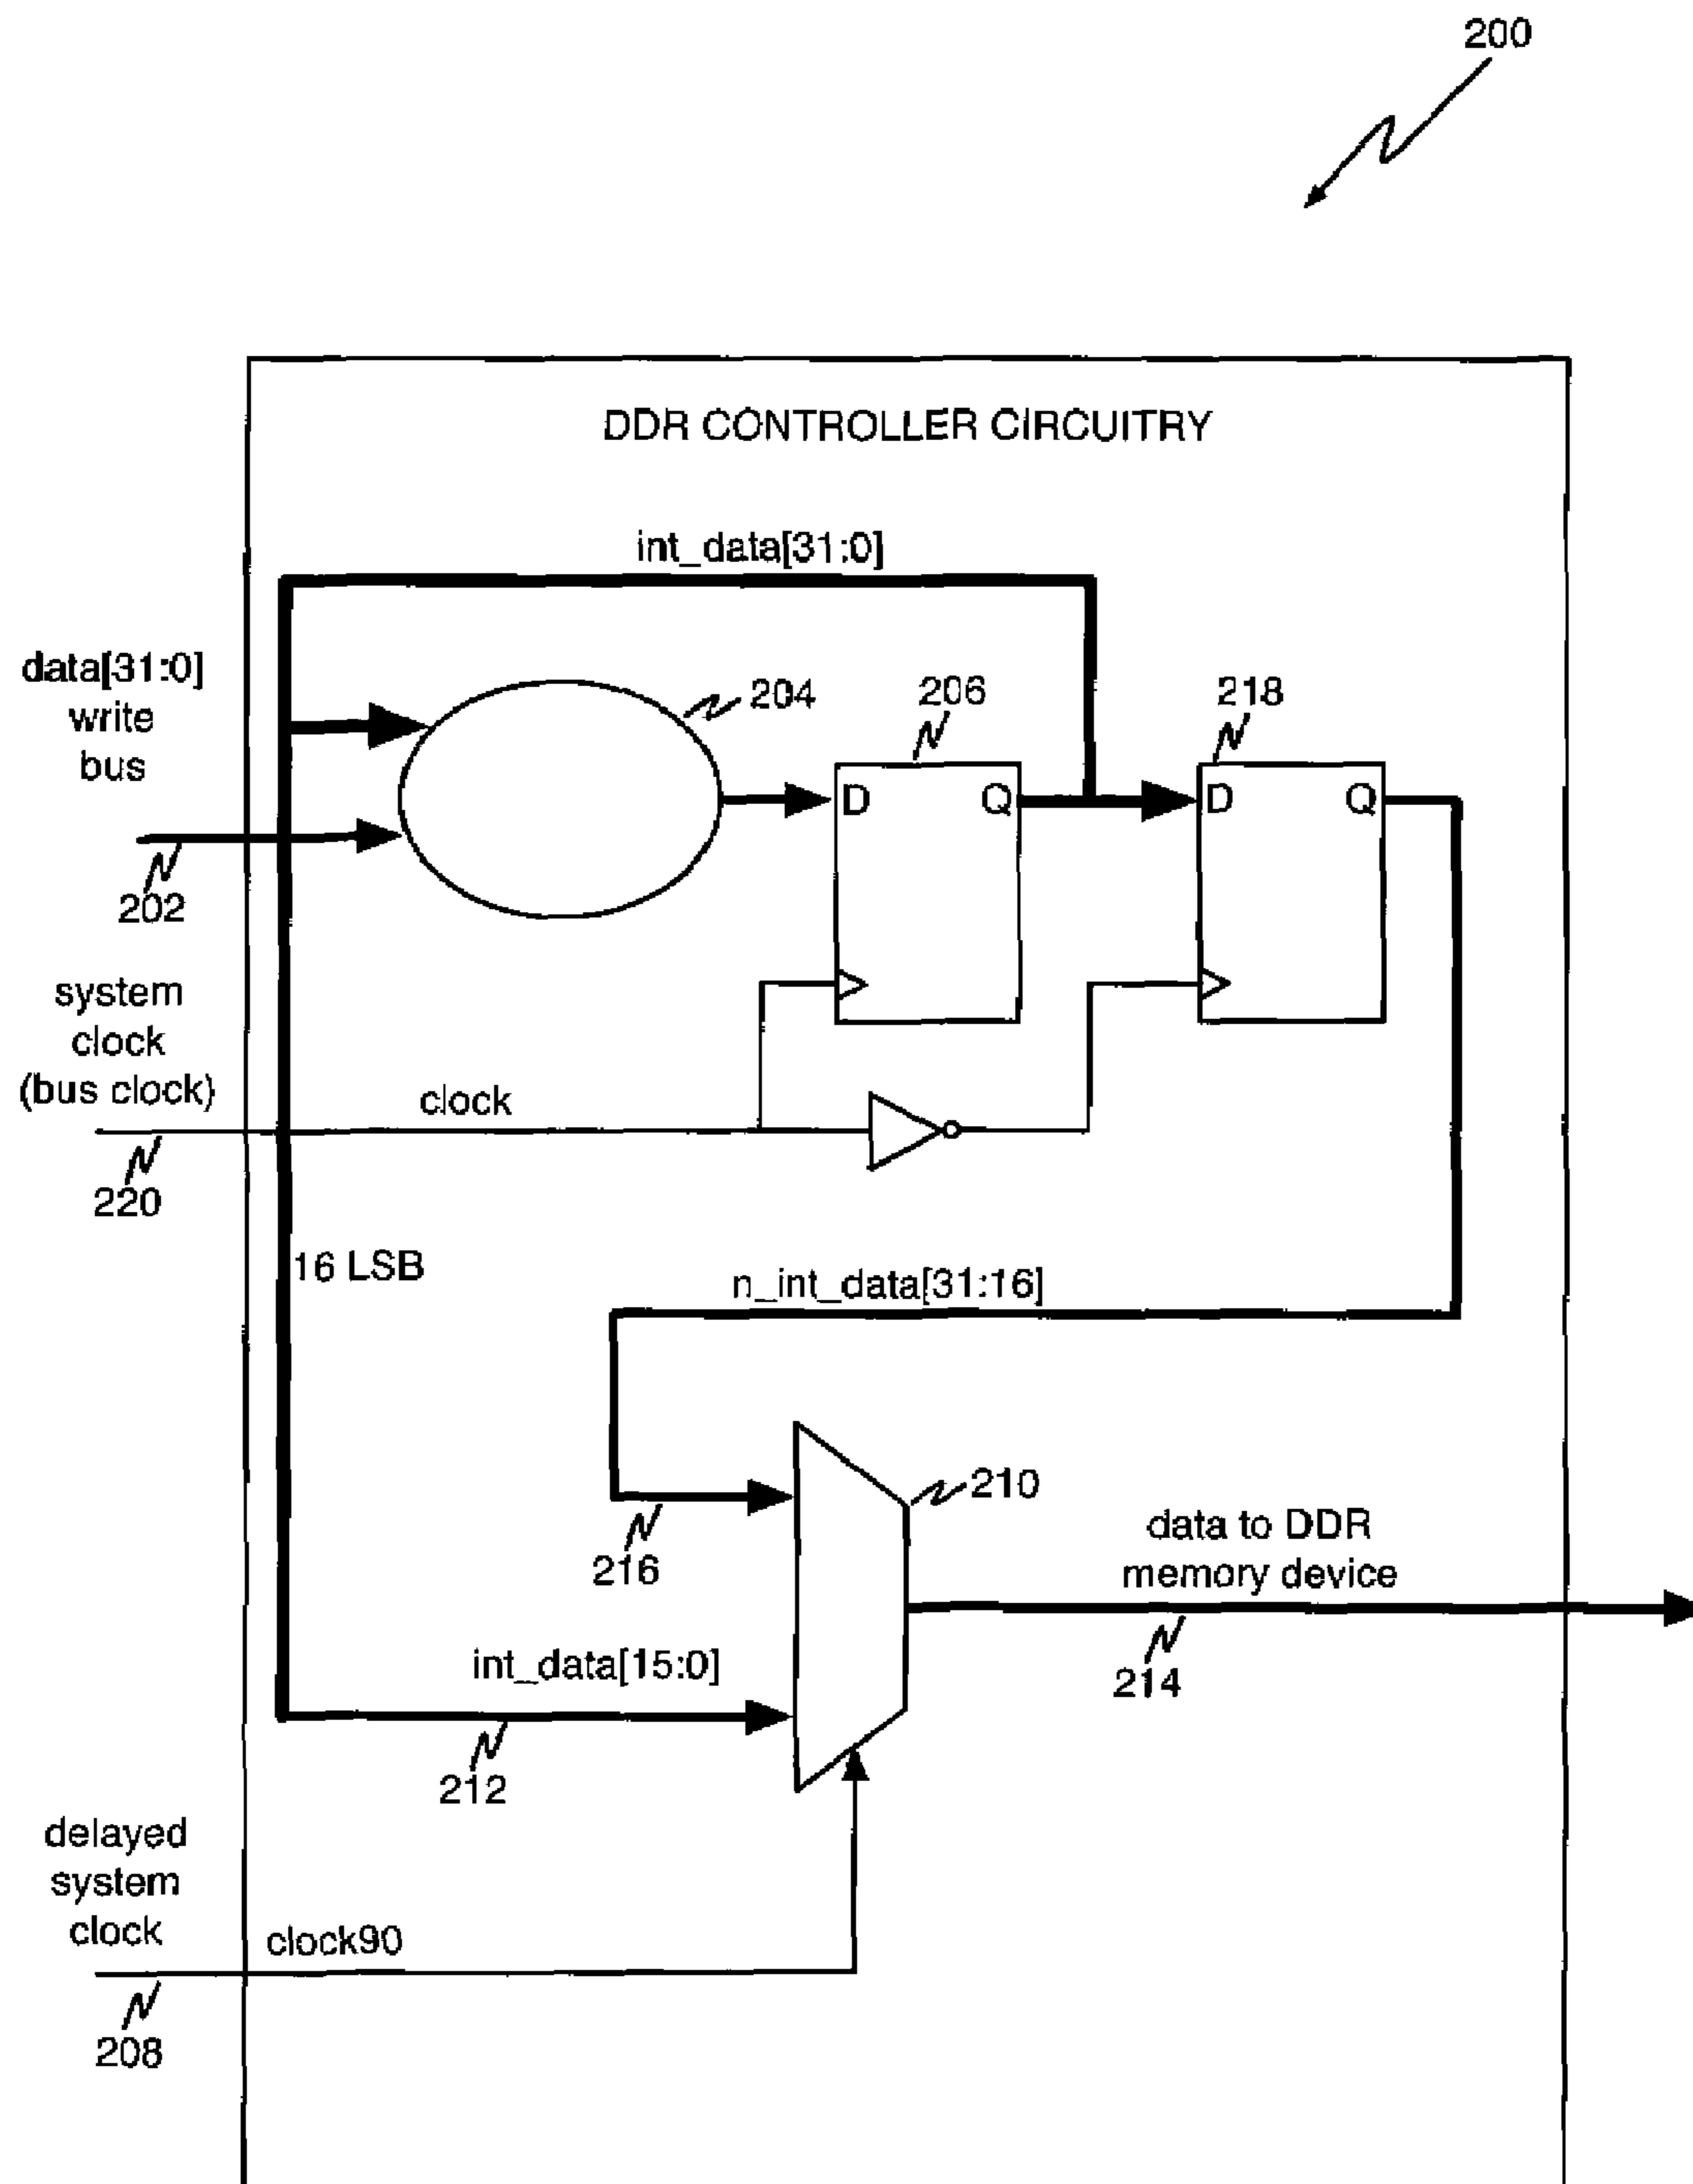 200
DDR CONTROLLER CIRCUITRY
int_data[31:0]
data[31:0]
write
bus
204
206
218
D
Q
D
Q
202
system
clock
(bus clock)
clock
220
16 LSB
n_int_data[31:16]
210
data to DDR
memory device
216
int_data[15:0]
214
212
delayed
system
clock
clock90
208